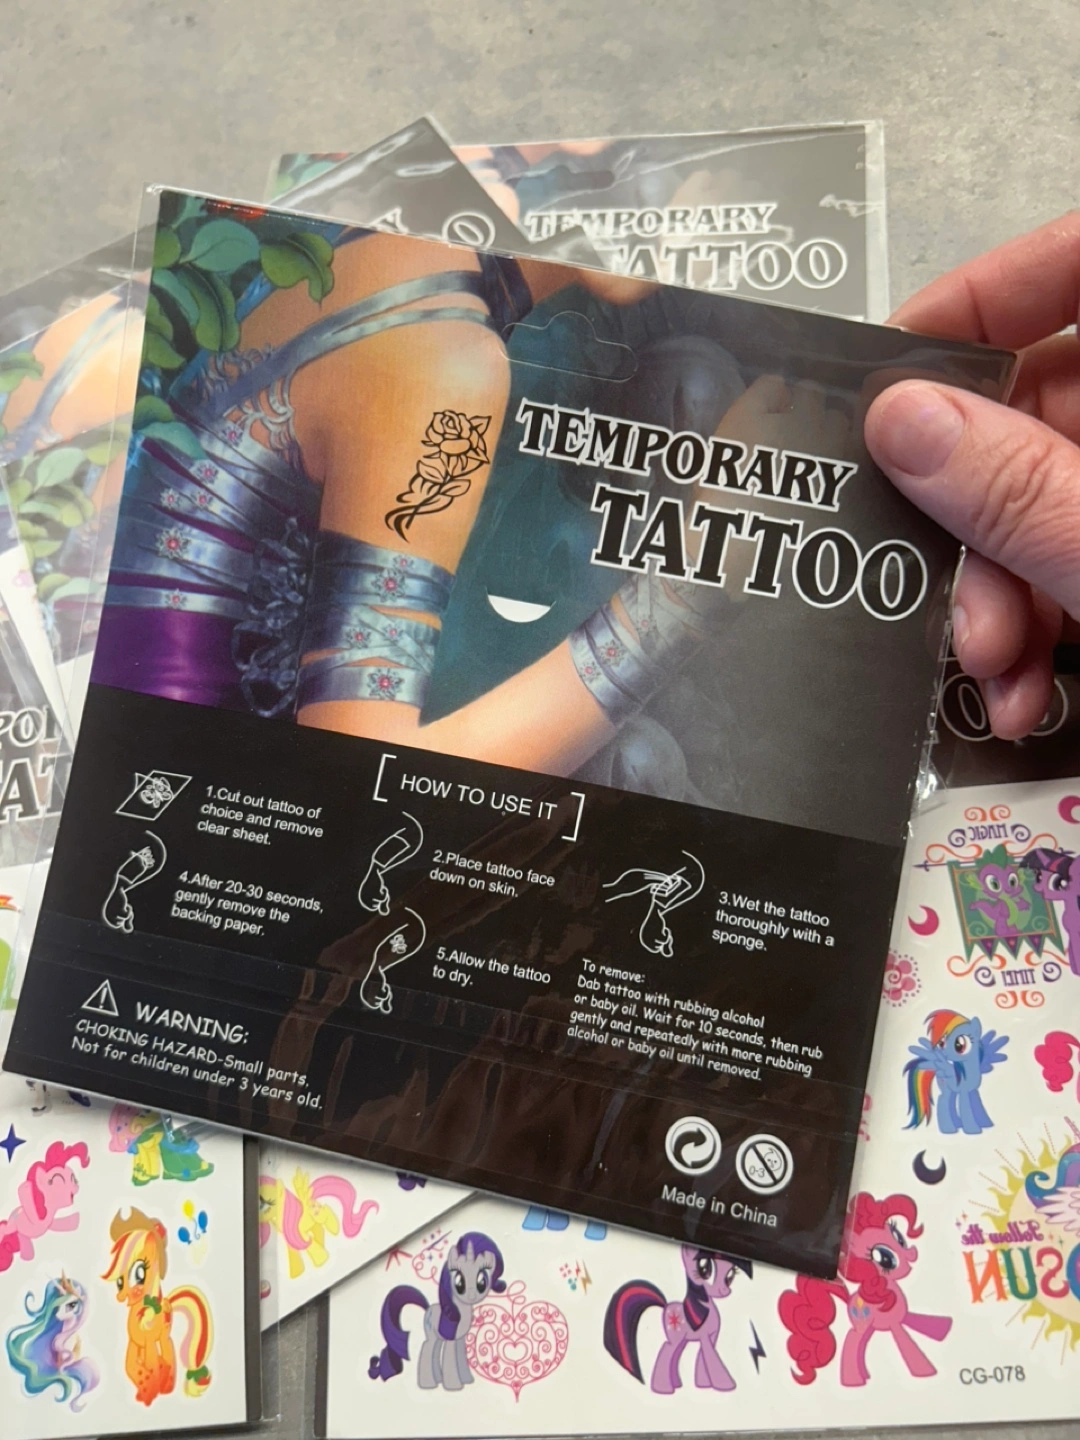 TEMPORARY
TATTOO
TEMPORARY
TATTOO
[HOW TO USE IT]
1.Cut out tattoo of
choice and remove
clear sheet.
2.Place tattoo face
down on skin.
3.Wet the tattoo
thoroughly with a
sponge.
4.After 20-30 seconds,
gently remove the
backing paper.
5.Allow the tattoo
to dry.
To remove:
Dab tattoo with rubbing alcohol
or baby oil. Wait for 10 seconds, then rub
gently and repeatedly with more rubbing
alcohol or baby oil until removed.
WARNING:
CHOKING HAZARD-Small parts,
Not for children under 3 years old.
0-3
Made in China
MAGIC
TIME!
Follow the
SUN
CG-078